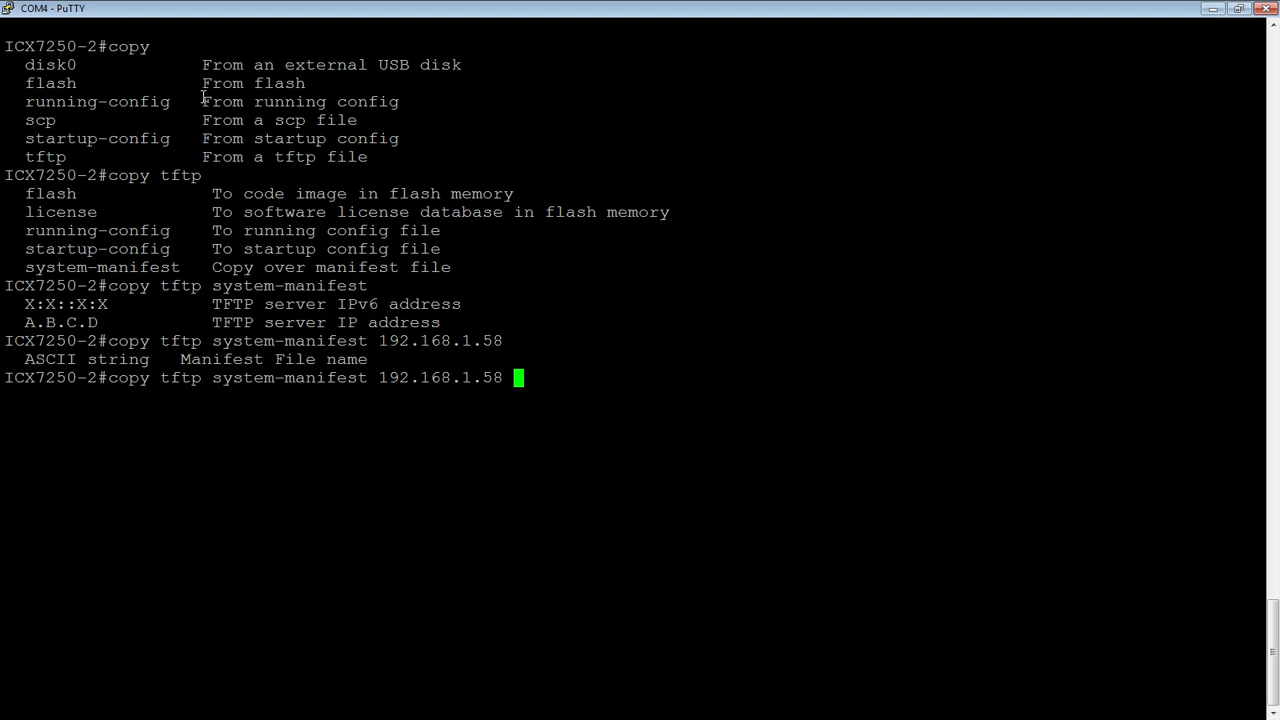 COM4 - PuTTY
ICX7250-2#copy
disk0 From an external USB disk
flash From flash
running-config From running config
scp From a scp file
startup-config From startup config
tftp From a tftp file
ICX7250-2#copy tftp
flash To code image in flash memory
license To software license database in flash memory
running-config To running config file
startup-config To startup config file
system-manifest Copy over manifest file
ICX7250-2#copy tftp system-manifest
X:X::X:X TFTP server IPv6 address
A.B.C.D TFTP server IP address
ICX7250-2#copy tftp system-manifest 192.168.1.58
ASCII string Manifest File name
ICX7250-2#copy tftp system-manifest 192.168.1.58